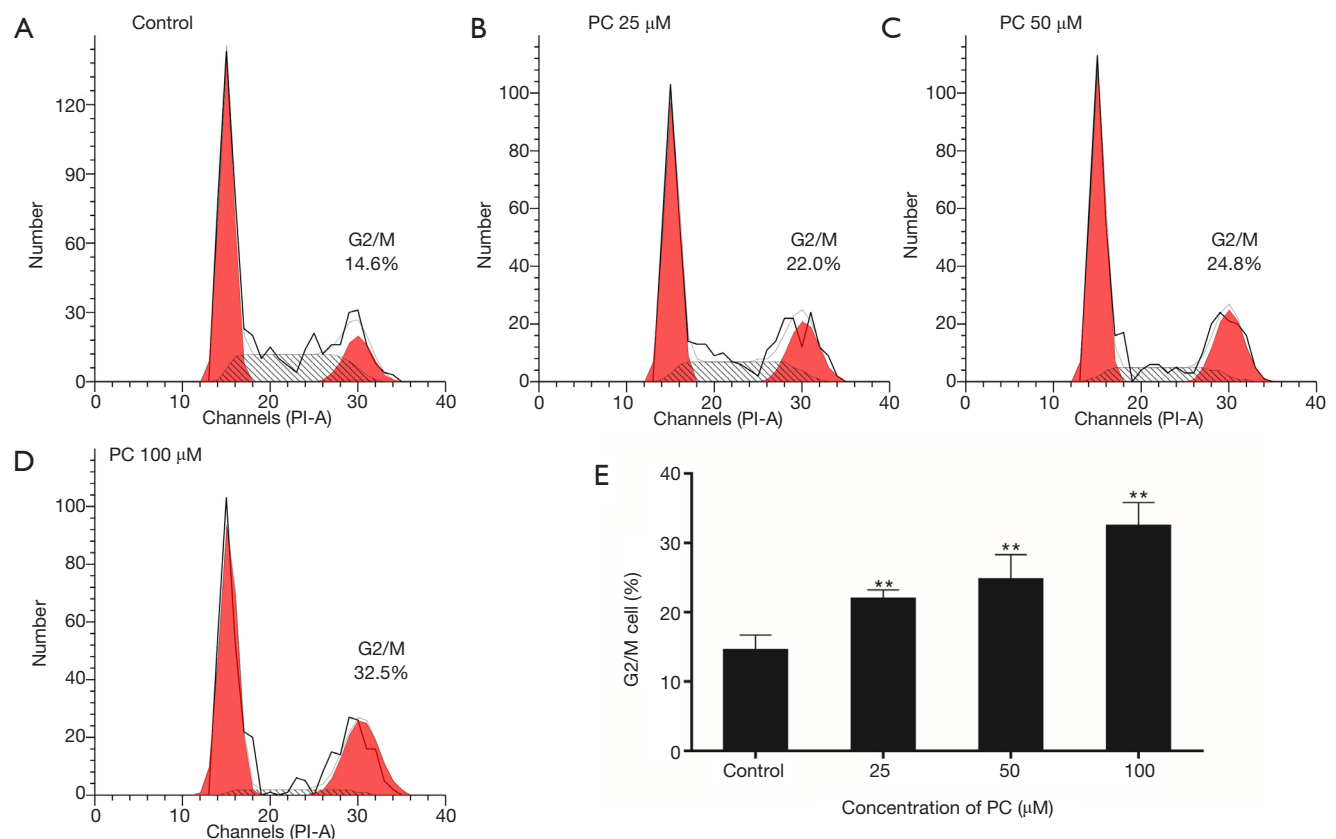 A
Control
Number
120
90
60
30
0
G2/M
14.6%
0 10 20 30 40
Channels (PI-A)
B
PC 25 μM
Number
100
80
60
40
20
0
G2/M
22.0%
0 10 20 30 40
Channels (PI-A)
C
PC 50 μM
Number
100
80
60
40
20
0
G2/M
24.8%
0 10 20 30 40
Channels (PI-A)
D
PC 100 μM
Number
100
80
60
40
20
0
G2/M
32.5%
0 10 20 30 40
Channels (PI-A)
E
G2/M cell (%)
40
30
20
10
0
**
**
**
Control 25 50 100
Concentration of PC (μM)